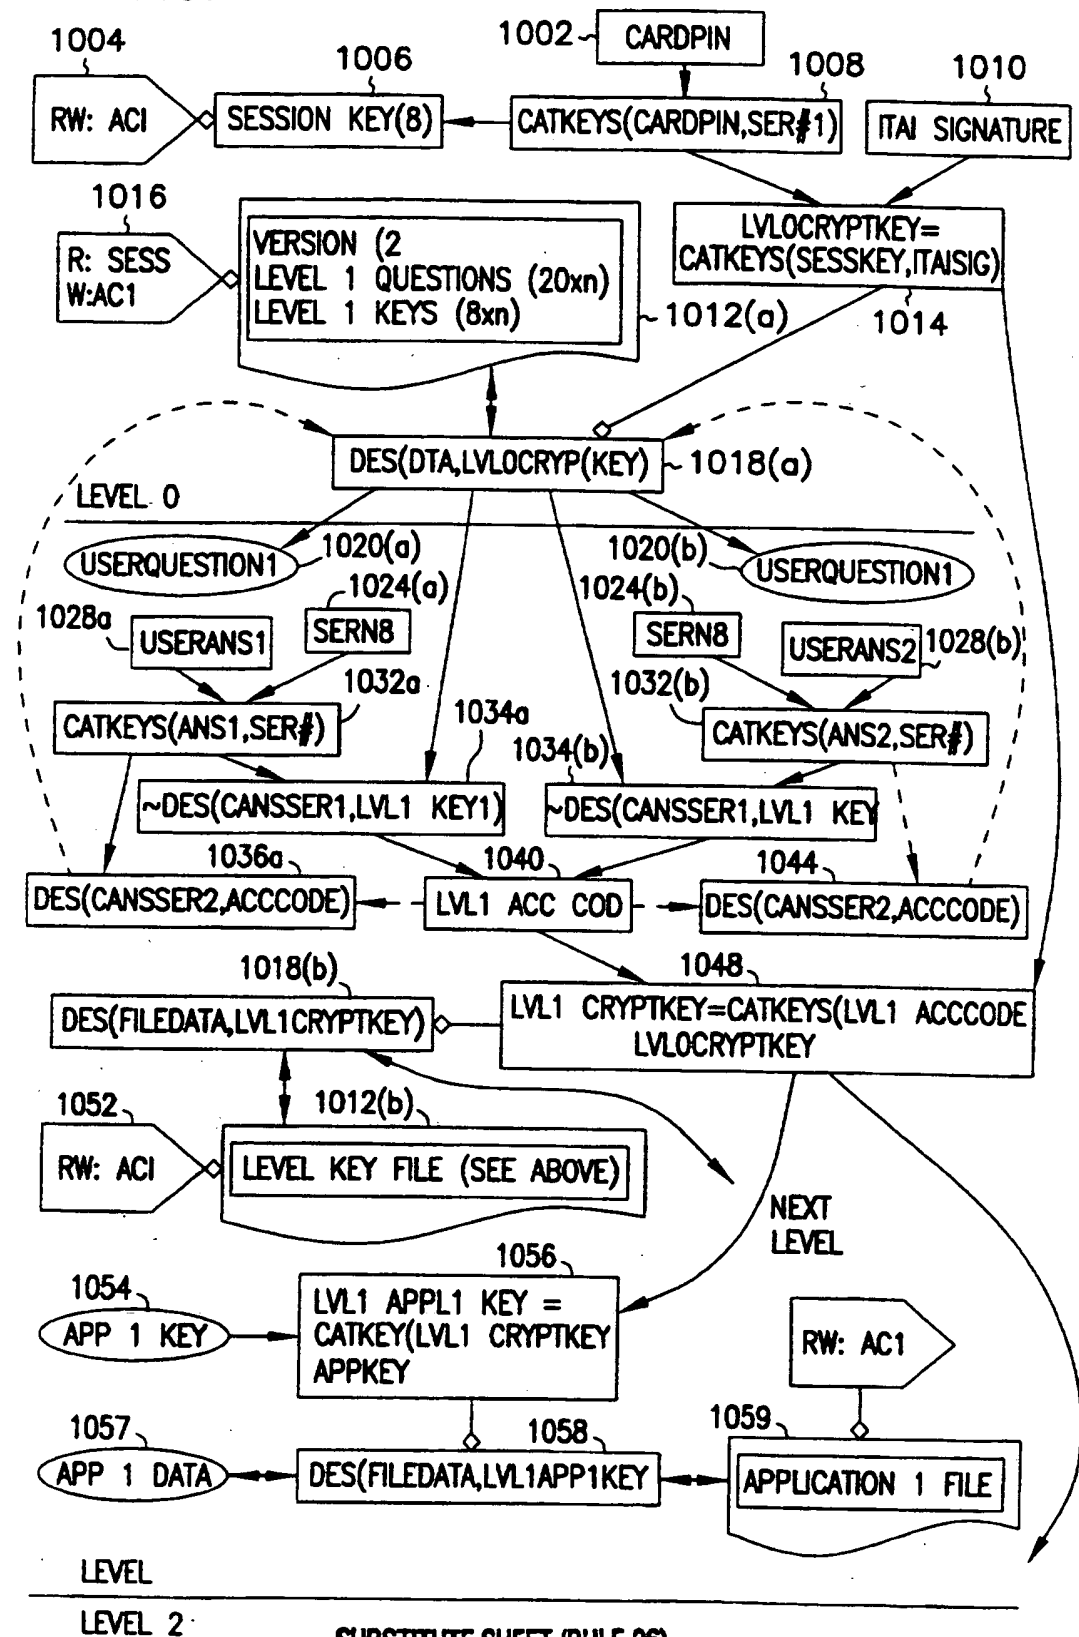 1004
1006
1002
CARDPIN
1008
1010
RW: ACI
SESSION KEY(8)
CATKEYS(CARDPIN,SER#1)
ITAI SIGNATURE
1016
R: SESS
W:AC1
VERSION (2
LEVEL 1 QUESTIONS (20xn)
LEVEL 1 KEYS (8xn)
1012(a)
LVL0CRYPTKEY=
CATKEYS(SESSKEY,ITAISIG)
1014
DES(DTA,LVL0CRYP(KEY)
1018(a)
LEVEL 0
USERQUESTION1
1020(a)
1020(b)
USERQUESTION1
1024(a)
1024(b)
1028a
USERANS1
SERN8
SERN8
USERANS2
1028(b)
1032a
1032(b)
CATKEYS(ANS1,SER#)
1034a
1034(b)
CATKEYS(ANS2,SER#)
~DES(CANSSER1,LVL1 KEY1)
~DES(CANSSER1,LVL1 KEY
1036a
1040
1044
DES(CANSSER2,ACCCODE)
LVL1 ACC COD
DES(CANSSER2,ACCCODE)
1018(b)
1048
DES(FILEDATA,LVL1CRYPTKEY)
LVL1 CRYPTKEY=CATKEYS(LVL1 ACCCODE
LVL0CRYPTKEY
1052
1012(b)
RW: ACI
LEVEL KEY FILE (SEE ABOVE)
NEXT
LEVEL
1056
1054
APP 1 KEY
LVL1 APPL1 KEY =
CATKEY(LVL1 CRYPTKEY
APPKEY
RW: AC1
1057
1058
1059
APP 1 DATA
DES(FILEDATA,LVL1APP1KEY
APPLICATION 1 FILE
LEVEL
LEVEL 2
SUBSTITUTE SHEET (RULE 26)